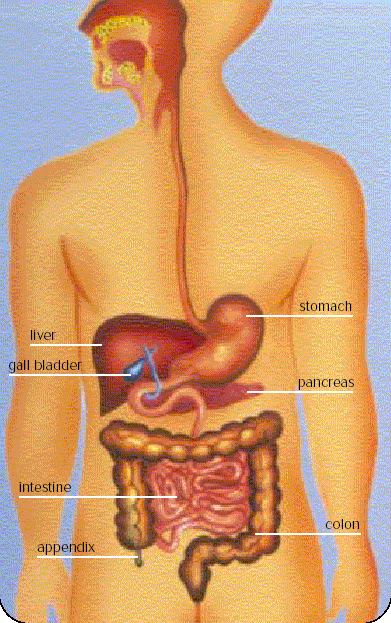 stomach
liver
gall bladder
pancreas
intestine
colon
appendix